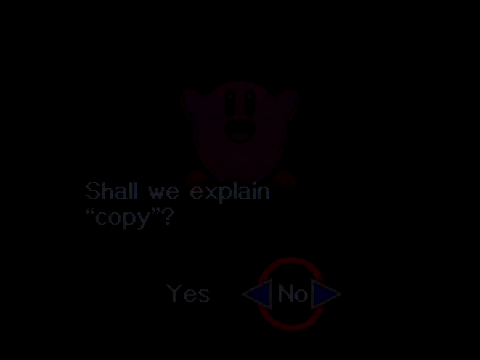 Shall we explain
“copy”?
Yes No